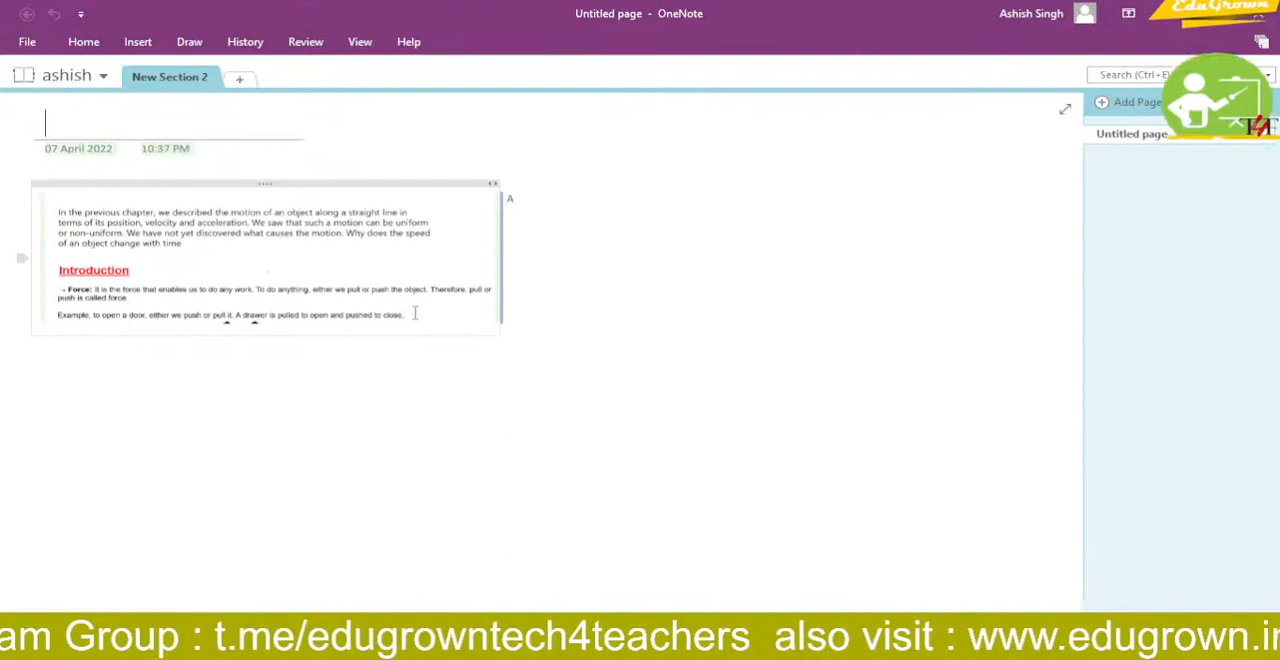 EduGrown
Untitled page - OneNote
Ashish Singh
File
Home
Insert
Draw
History
Review
View
Help
ashish
New Section 2
+
Search (Ctrl+E)
Add Page
Untitled page
07 April 2022
10:37 PM
A
In the previous chapter, we described the motion of an object along a straight line in
terms of its position, velocity and acceleration. We saw that such a motion can be uniform
or non-uniform. We have not yet discovered what causes the motion. Why does the speed
of an object change with time
Introduction
→ Force: It is the force that enables us to do any work. To do anything, either we pull or push the object. Therefore, pull or
push is called force.
Example, to open a door, either we push or pull it. A drawer is pulled to open and pushed to close.
am Group : t.me/edugrowntech4teachers also visit : www.edugrown.in